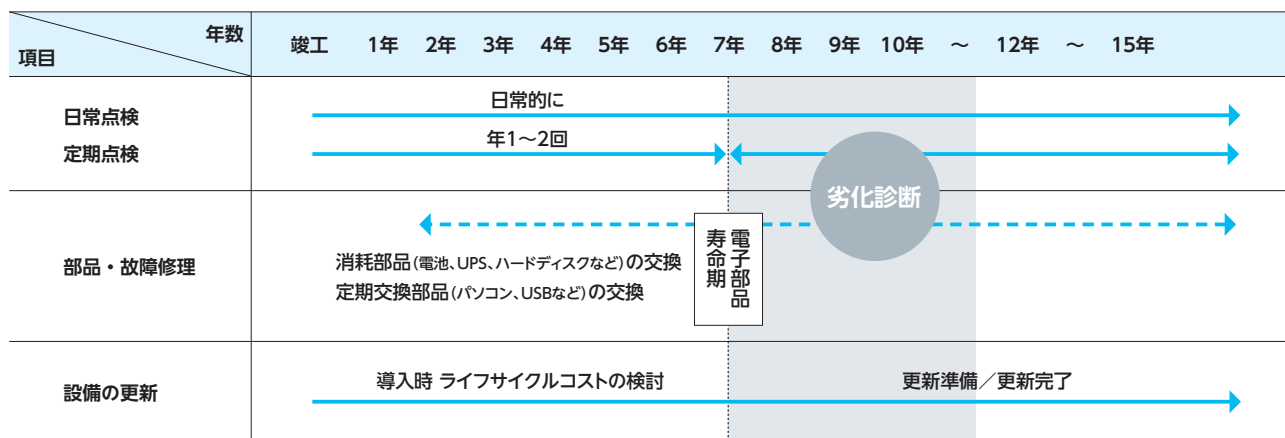 年数
項目
竣工 1年 2年 3年 4年 5年 6年 7年 8年 9年 10年 ～ 12年 ～ 15年
日常点検
日常的に
定期点検
年1～2回
劣化診断
部品・故障修理
消耗部品(電池、UPS、ハードディスクなど)の交換
定期交換部品(パソコン、USBなど)の交換
電子部品
寿命期
設備の更新
導入時 ライフサイクルコストの検討
更新準備／更新完了